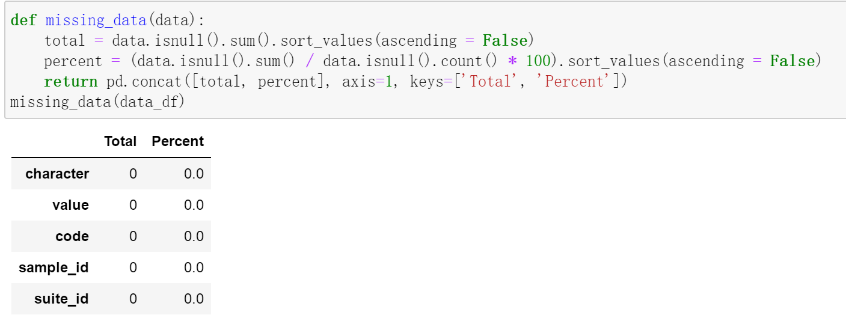 def missing_data(data):
    total = data.isnull().sum().sort_values(ascending = False)
    percent = (data.isnull().sum() / data.isnull().count() * 100).sort_values(ascending = False)
    return pd.concat([total, percent], axis=1, keys=['Total', 'Percent'])
missing_data(data_df)
Total Percent
character 0 0.0
value 0 0.0
code 0 0.0
sample_id 0 0.0
suite_id 0 0.0